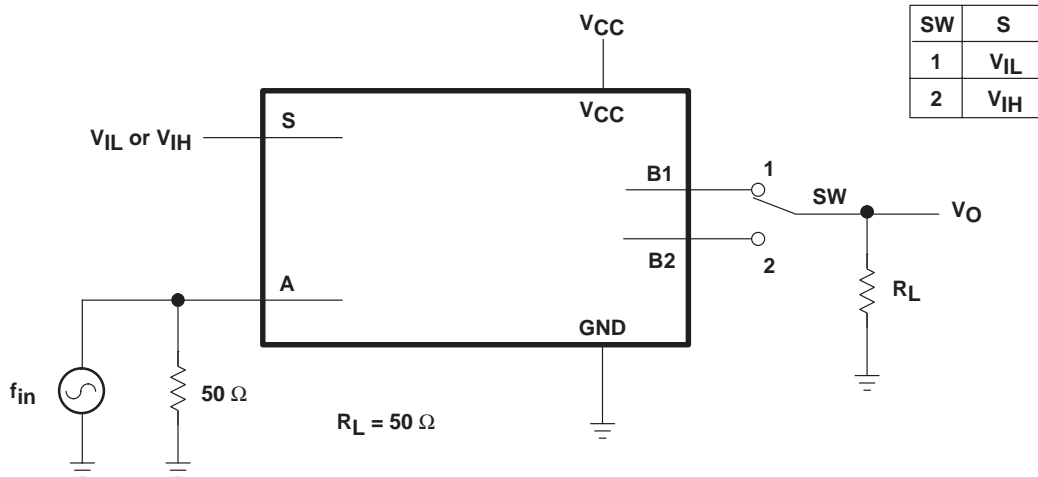 VCC
SW S
1 VIL
2 VIH
VCC
S
VIL or VIH
B1
1
SW
VO
B2
2
A
RL
GND
fin
50 Ω
RL = 50 Ω